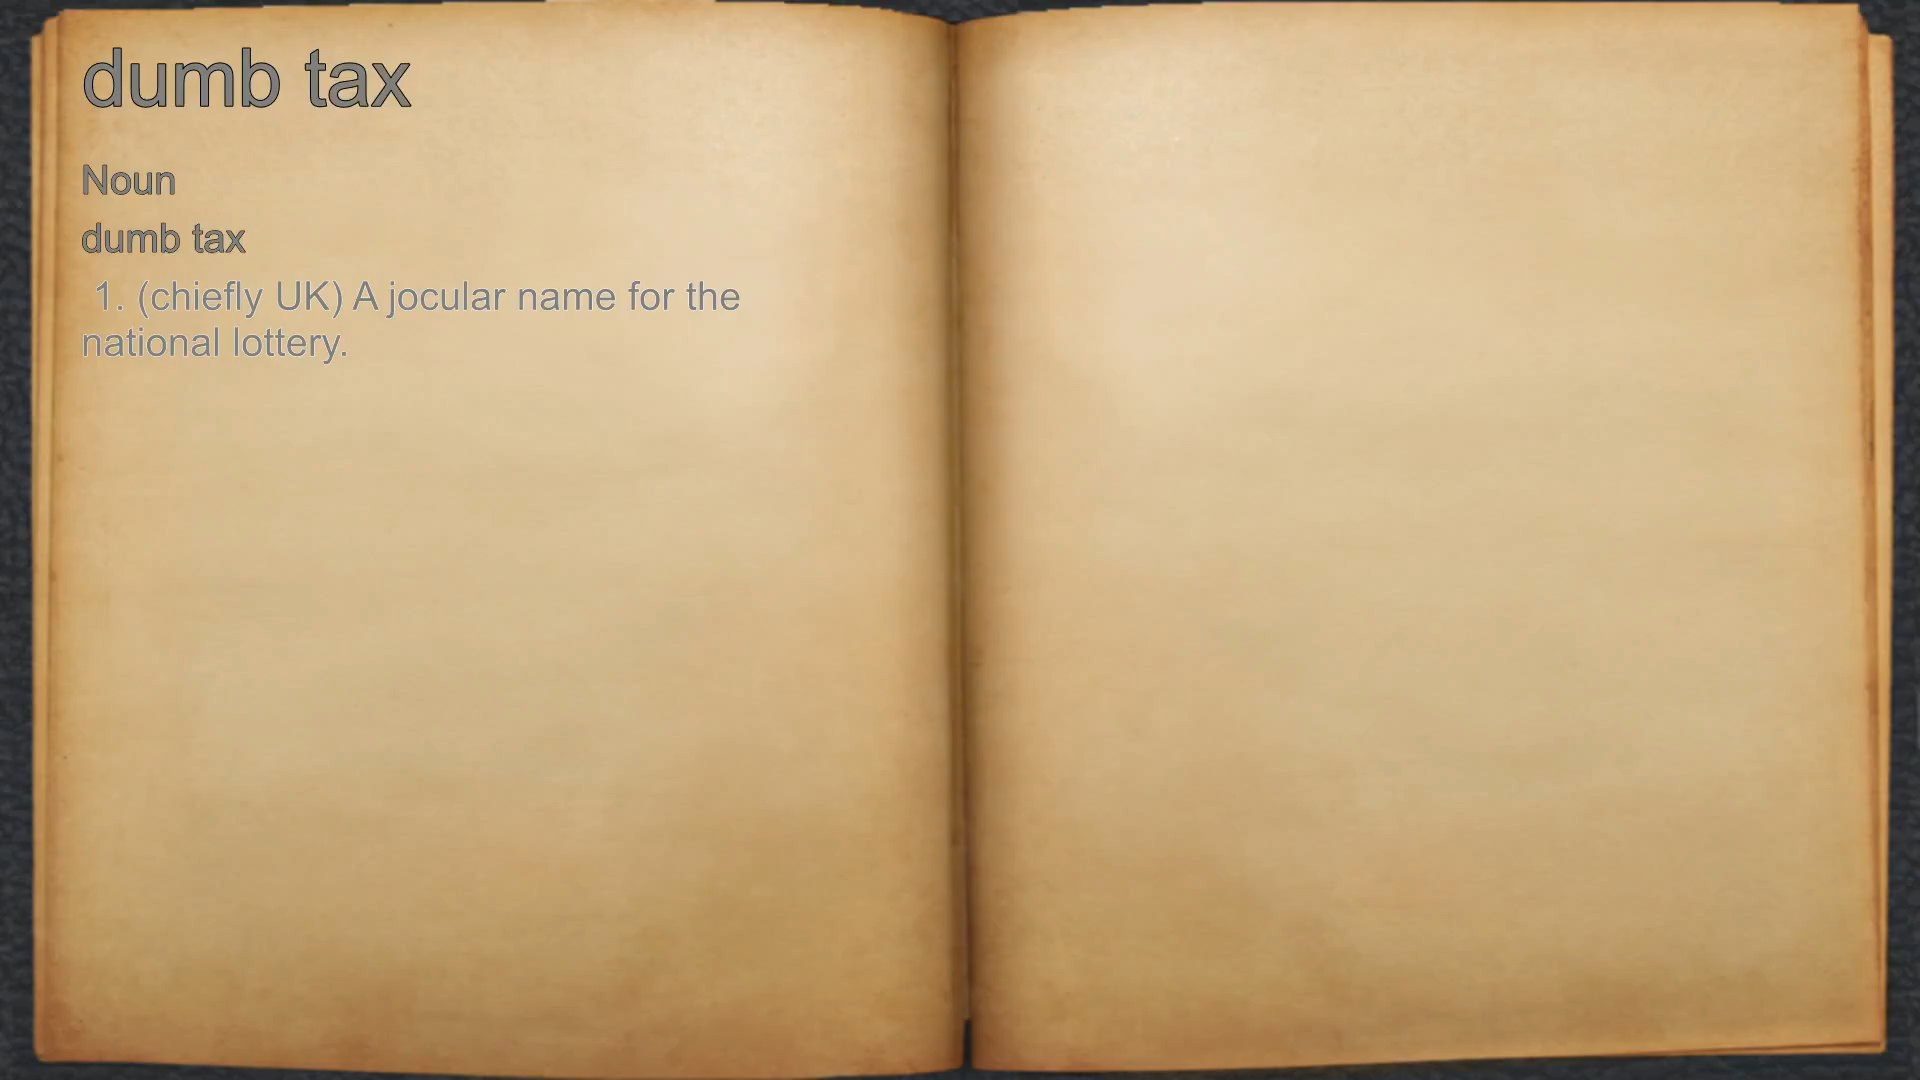 dumb tax
Noun
dumb tax
1. (chiefly UK) A jocular name for the
national lottery.